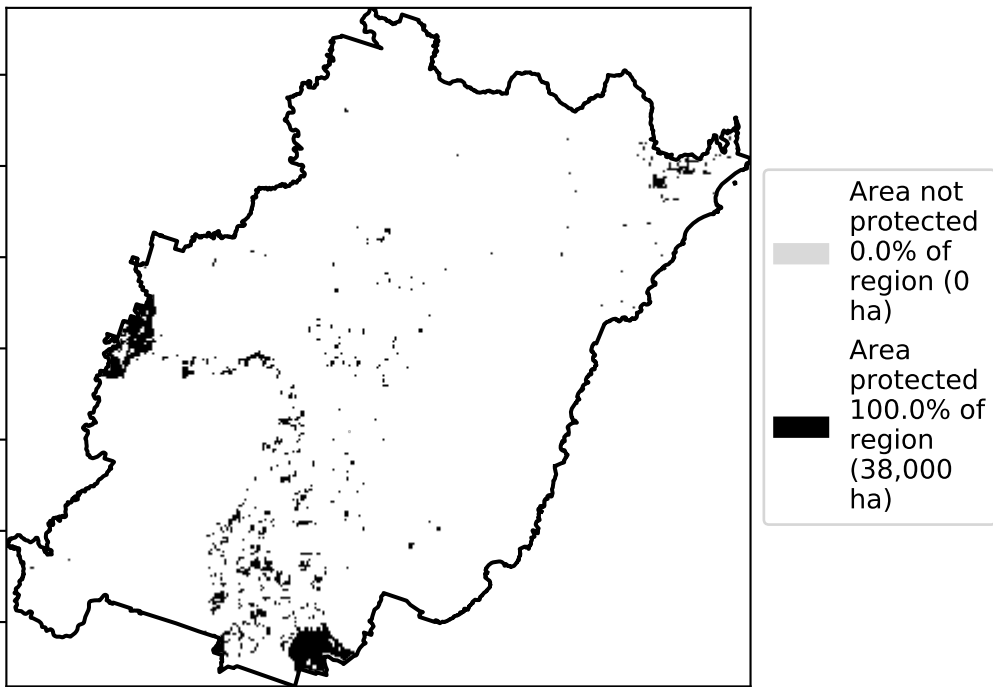 Area not
protected
0.0% of
region (0
ha)
Area
protected
100.0% of
region
(38,000
ha)